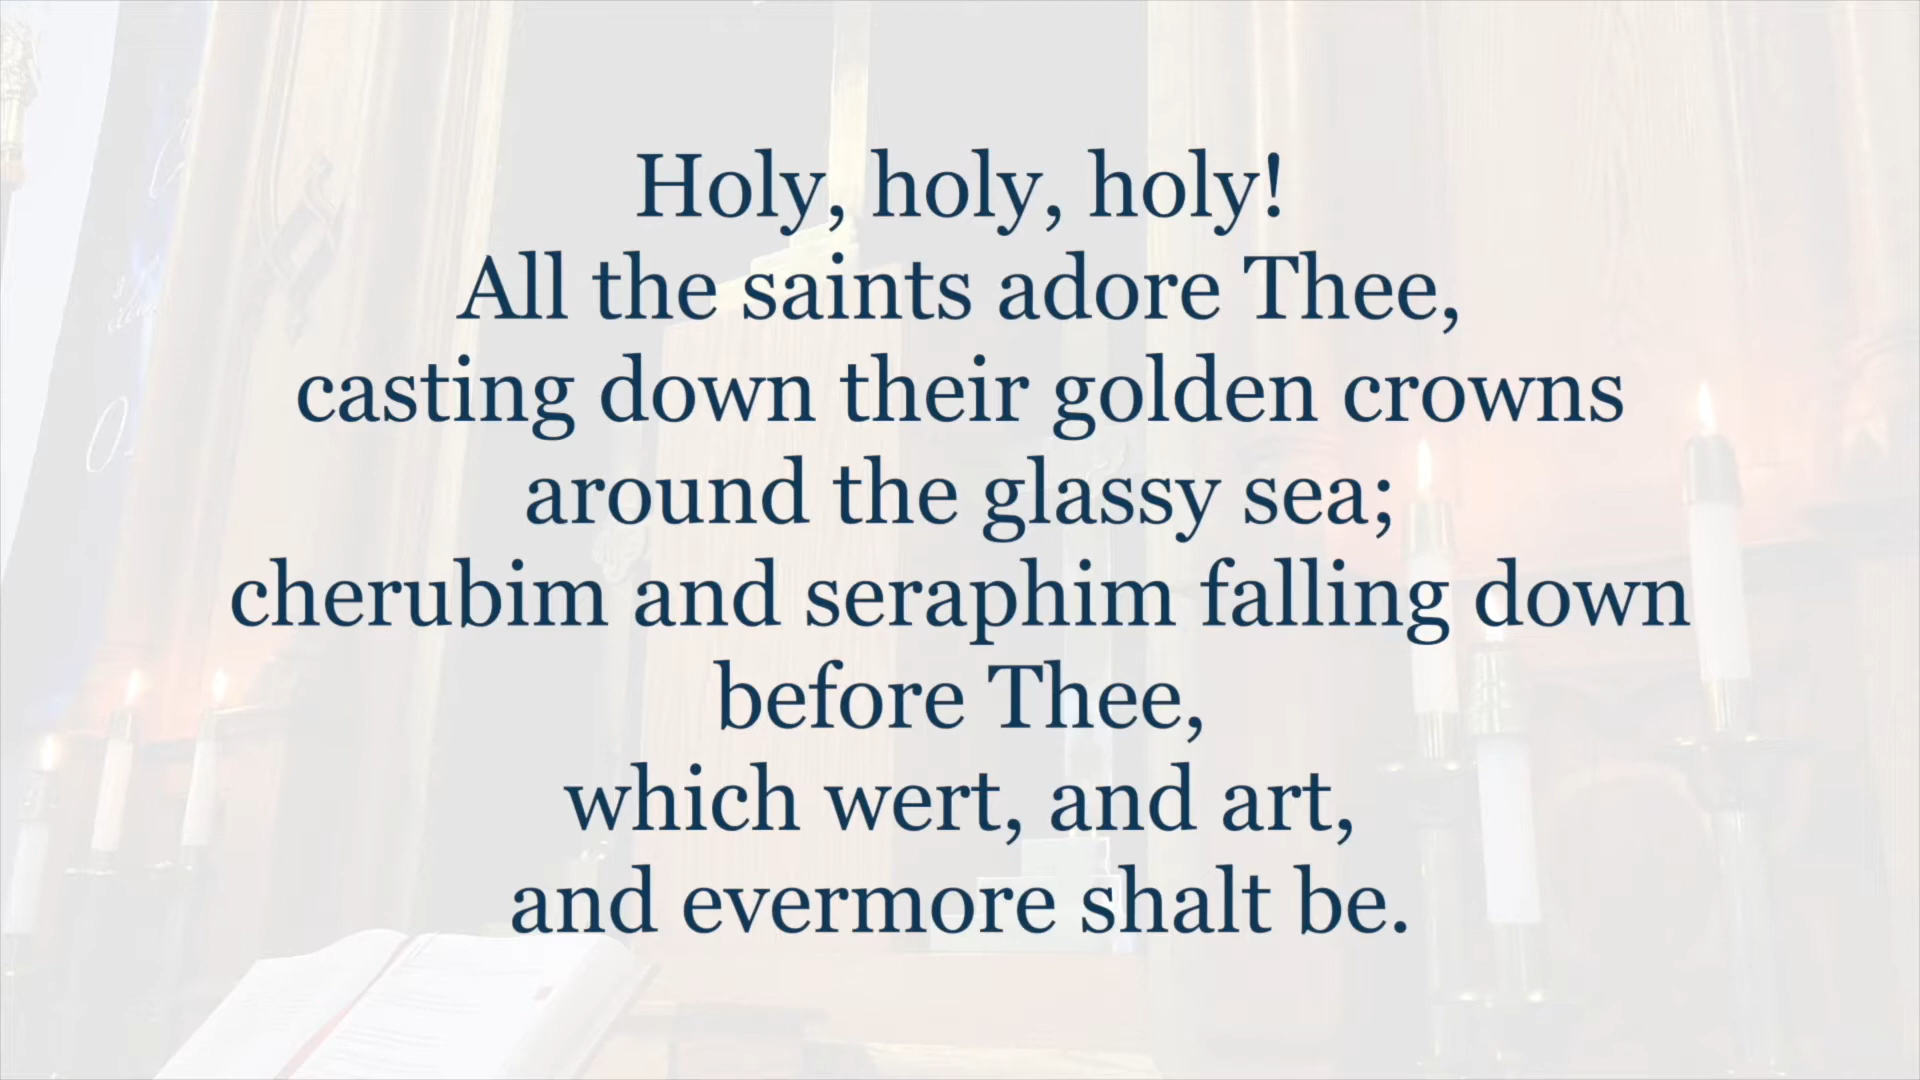 Holy, holy, holy!
All the saints adore Thee,
casting down their golden crowns
around the glassy sea;
cherubim and seraphim falling down
before Thee,
which wert, and art,
and evermore shalt be.